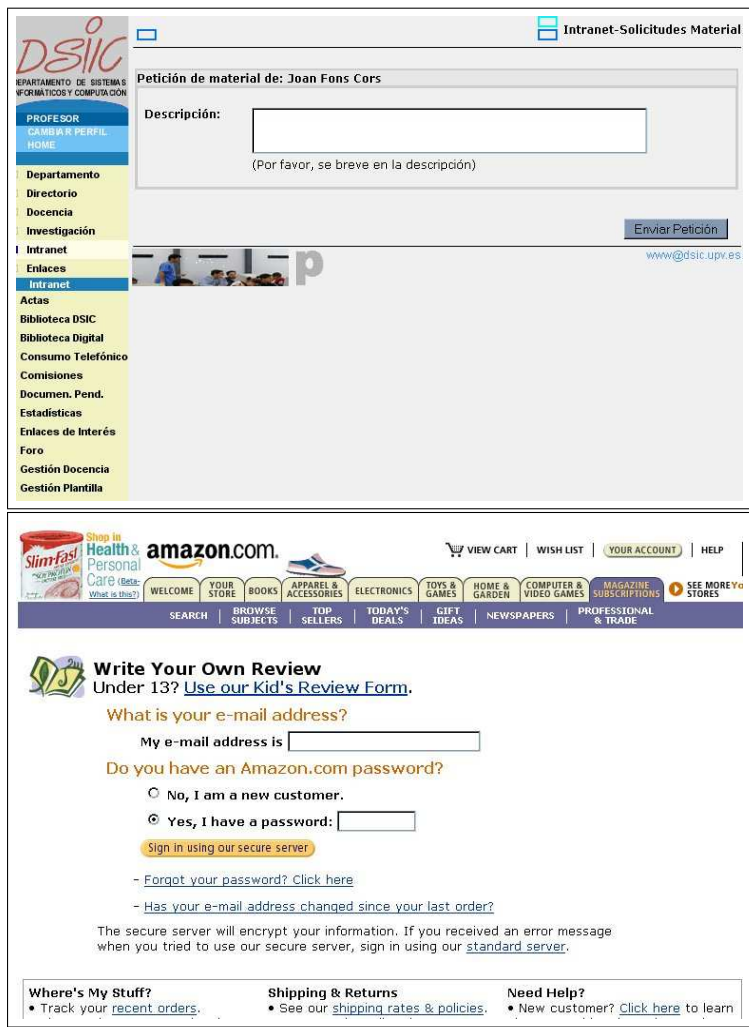 DSIC
DEPARTAMENTO DE SISTEMAS
INFORMÁTICOS Y COMPUTACIÓN
PROFESOR
CAMBIAR PERFIL
HOME
Departamento
Directorio
Docencia
Investigación
Intranet
Enlaces
Intranet
Actas
Biblioteca DSIC
Biblioteca Digital
Consumo Telefónico
Comisiones
Documen. Pend.
Estadísticas
Enlaces de Interés
Foro
Gestión Docencia
Gestión Plantilla
Intranet-Solicitudes Material
Petición de material de: Joan Fons Cors
Descripción:
(Por favor, se breve en la descripción)
Enviar Petición
p
www@dsic.upv.es
Slim-Fast
Shop in
Health &
Personal
Care (Beta-
What is this?)
amazon.com.
VIEW CART | WISH LIST | YOUR ACCOUNT | HELP
WELCOME YOUR STORE BOOKS APPAREL & ACCESSORIES ELECTRONICS TOYS & GAMES HOME & GARDEN COMPUTER & VIDEO GAMES MAGAZINE SUBSCRIPTIONS SEE MORE STORES Yo
SEARCH | BROWSE SUBJECTS | TOP SELLERS | TODAY'S DEALS | GIFT IDEAS | NEWSPAPERS | PROFESSIONAL & TRADE
Write Your Own Review
Under 13? Use our Kid's Review Form.
What is your e-mail address?
My e-mail address is
Do you have an Amazon.com password?
No, I am a new customer.
Yes, I have a password:
Sign in using our secure server
- Forgot your password? Click here
- Has your e-mail address changed since your last order?
The secure server will encrypt your information. If you received an error message
when you tried to use our secure server, sign in using our standard server.
Where's My Stuff?
• Track your recent orders.
Shipping & Returns
• See our shipping rates & policies.
Need Help?
• New customer? Click here to learn